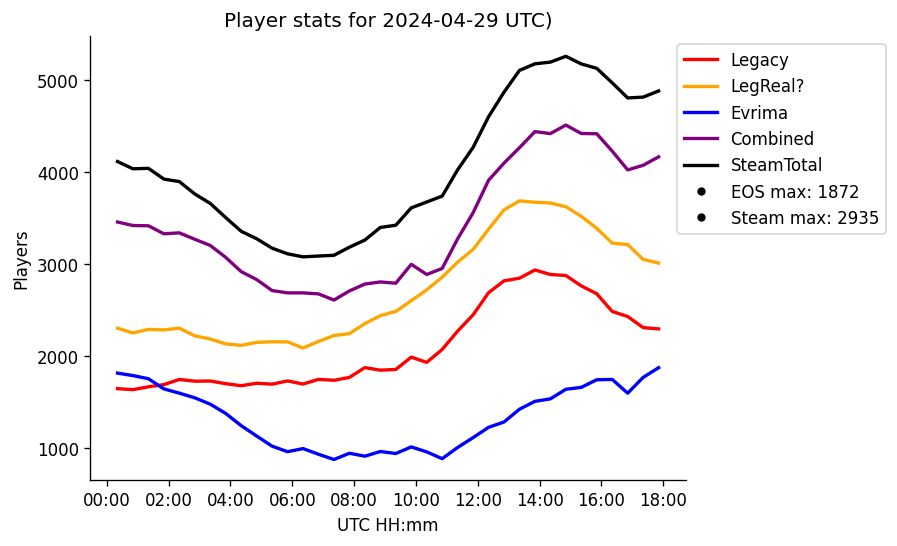 Player stats for 2024-04-29 UTC)
Legacy
LegReal?
Evrima
Combined
SteamTotal
EOS max: 1872
Steam max: 2935
Players
5000
4000
3000
2000
1000
00:00 02:00 04:00 06:00 08:00 10:00 12:00 14:00 16:00 18:00
UTC HH:mm